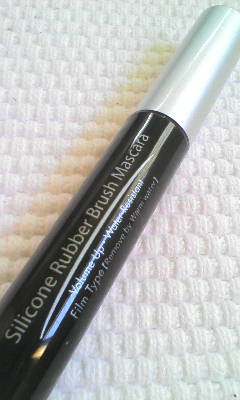 Silicone Rubber Brush Mascara
Volume Up • Water Resistant
Film Type [Remove by Warm water]